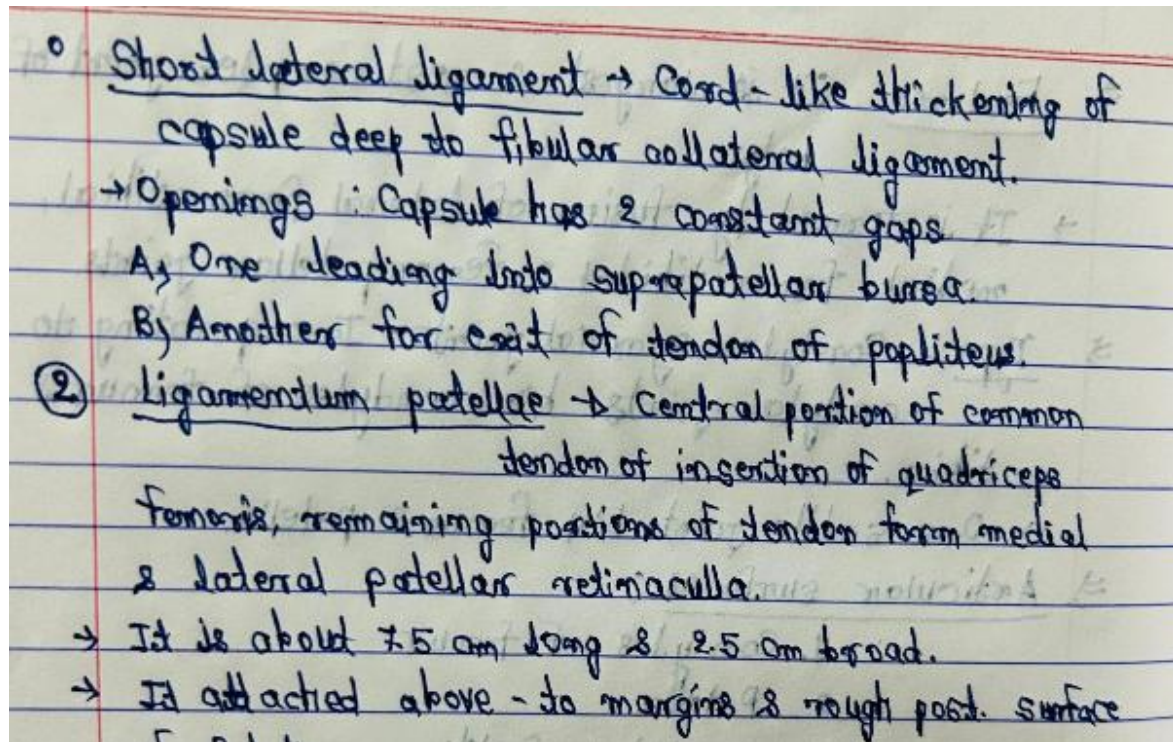 ° Short lateral ligament → Cord-like thickening of
capsule deep to fibular collateral ligament.
→ Openings : Capsule has 2 constant gaps
A, One leading into suprapatellar bursa.
B, Another for exit of tendon of popliteus.
② Ligamentum patellae → Central portion of common
tendon of insertion of quadriceps
femoris, remaining portions of tendon form medial
& lateral patellar retinaculla.
→ It is about 7.5 cm long & 2.5 cm broad.
→ It attached above - to margins & rough post. surface